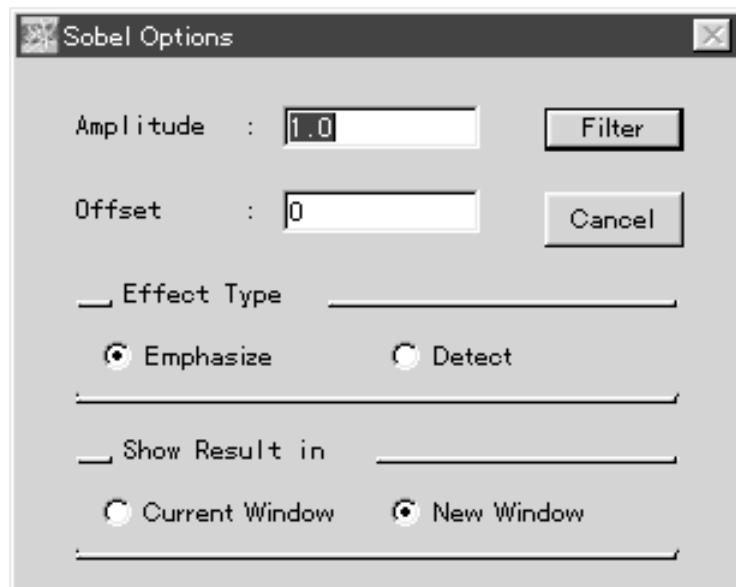 Sobel Options
Amplitude : 1.0 Filter
Offset : 0 Cancel
Effect Type
Emphasize Detect
Show Result in
Current Window New Window